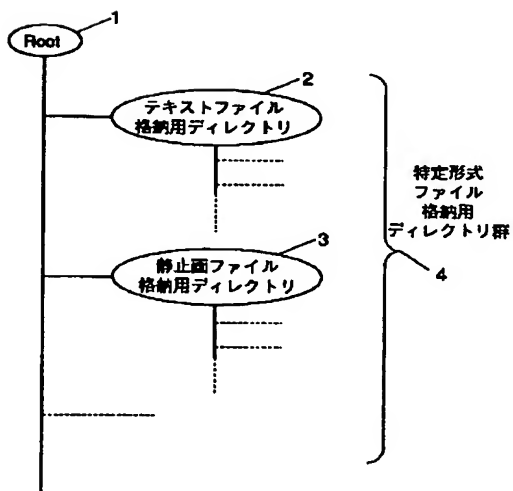 1
Root
2
テキストファイル
格納用ディレクトリ
3
静止画ファイル
格納用ディレクトリ
特定形式
ファイル
格納用
ディレクトリ群
4